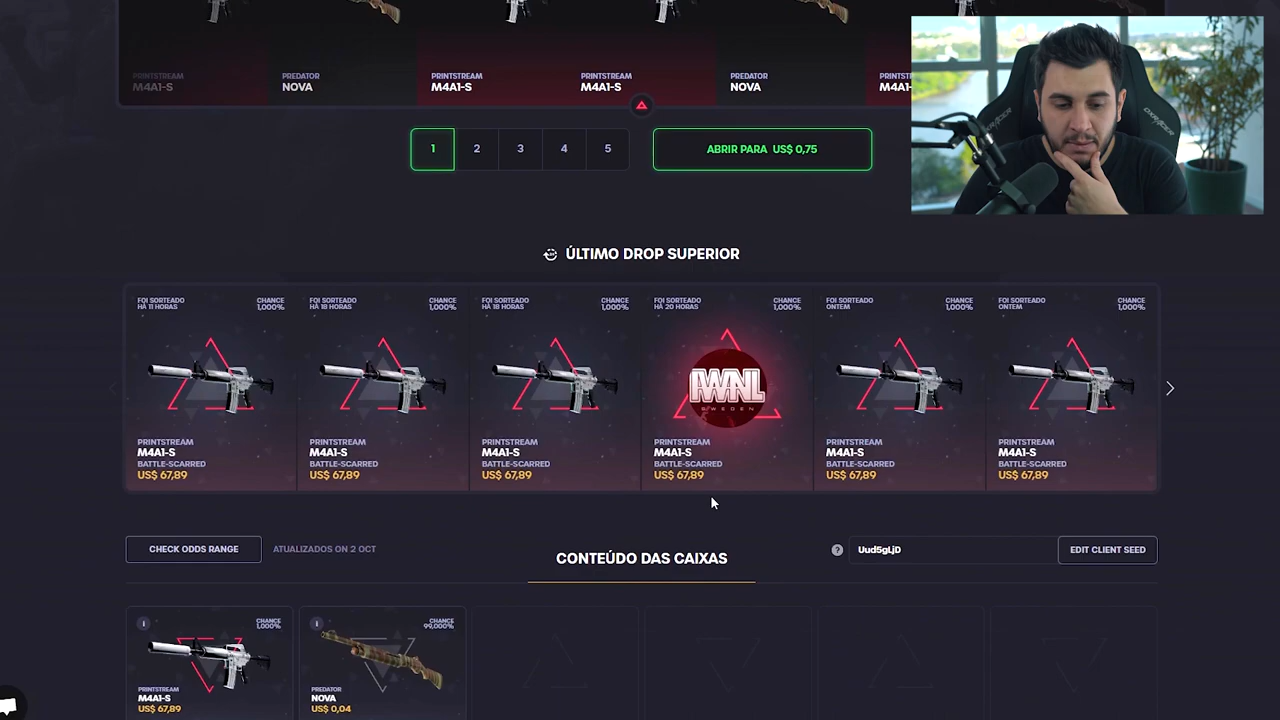 PRINTSTREAM
M4A1-S
PREDATOR
NOVA
PRINTSTREAM
M4A1-S
PRINTSTREAM
M4A1-S
PREDATOR
NOVA
M4A1-S
1
2
3
4
5
ABRIR PARA US$ 0,75
ÚLTIMO DROP SUPERIOR
FOI SORTEADO
HÁ 11 HORAS
CHANCE
1,000%
FOI SORTEADO
HÁ 18 HORAS
CHANCE
1,000%
FOI SORTEADO
HÁ 18 HORAS
CHANCE
1,000%
FOI SORTEADO
HÁ 20 HORAS
CHANCE
1,000%
FOI SORTEADO
ONTEM
CHANCE
1,000%
FOI SORTEADO
ONTEM
CHANCE
1,000%
IWNL
SWEDEN
PRINTSTREAM
M4A1-S
BATTLE-SCARRED
US$ 67,89
PRINTSTREAM
M4A1-S
BATTLE-SCARRED
US$ 67,89
PRINTSTREAM
M4A1-S
BATTLE-SCARRED
US$ 67,89
PRINTSTREAM
M4A1-S
BATTLE-SCARRED
US$ 67,89
PRINTSTREAM
M4A1-S
BATTLE-SCARRED
US$ 67,89
PRINTSTREAM
M4A1-S
BATTLE-SCARRED
US$ 67,89
CHECK ODDS RANGE
ATUALIZADOS ON 2 OCT
CONTEÚDO DAS CAIXAS
?
Uud5gLjD
EDIT CLIENT SEED
i
CHANCE
1,000%
PRINTSTREAM
M4A1-S
US$ 67,89
i
CHANCE
99,000%
PREDATOR
NOVA
US$ 0,04